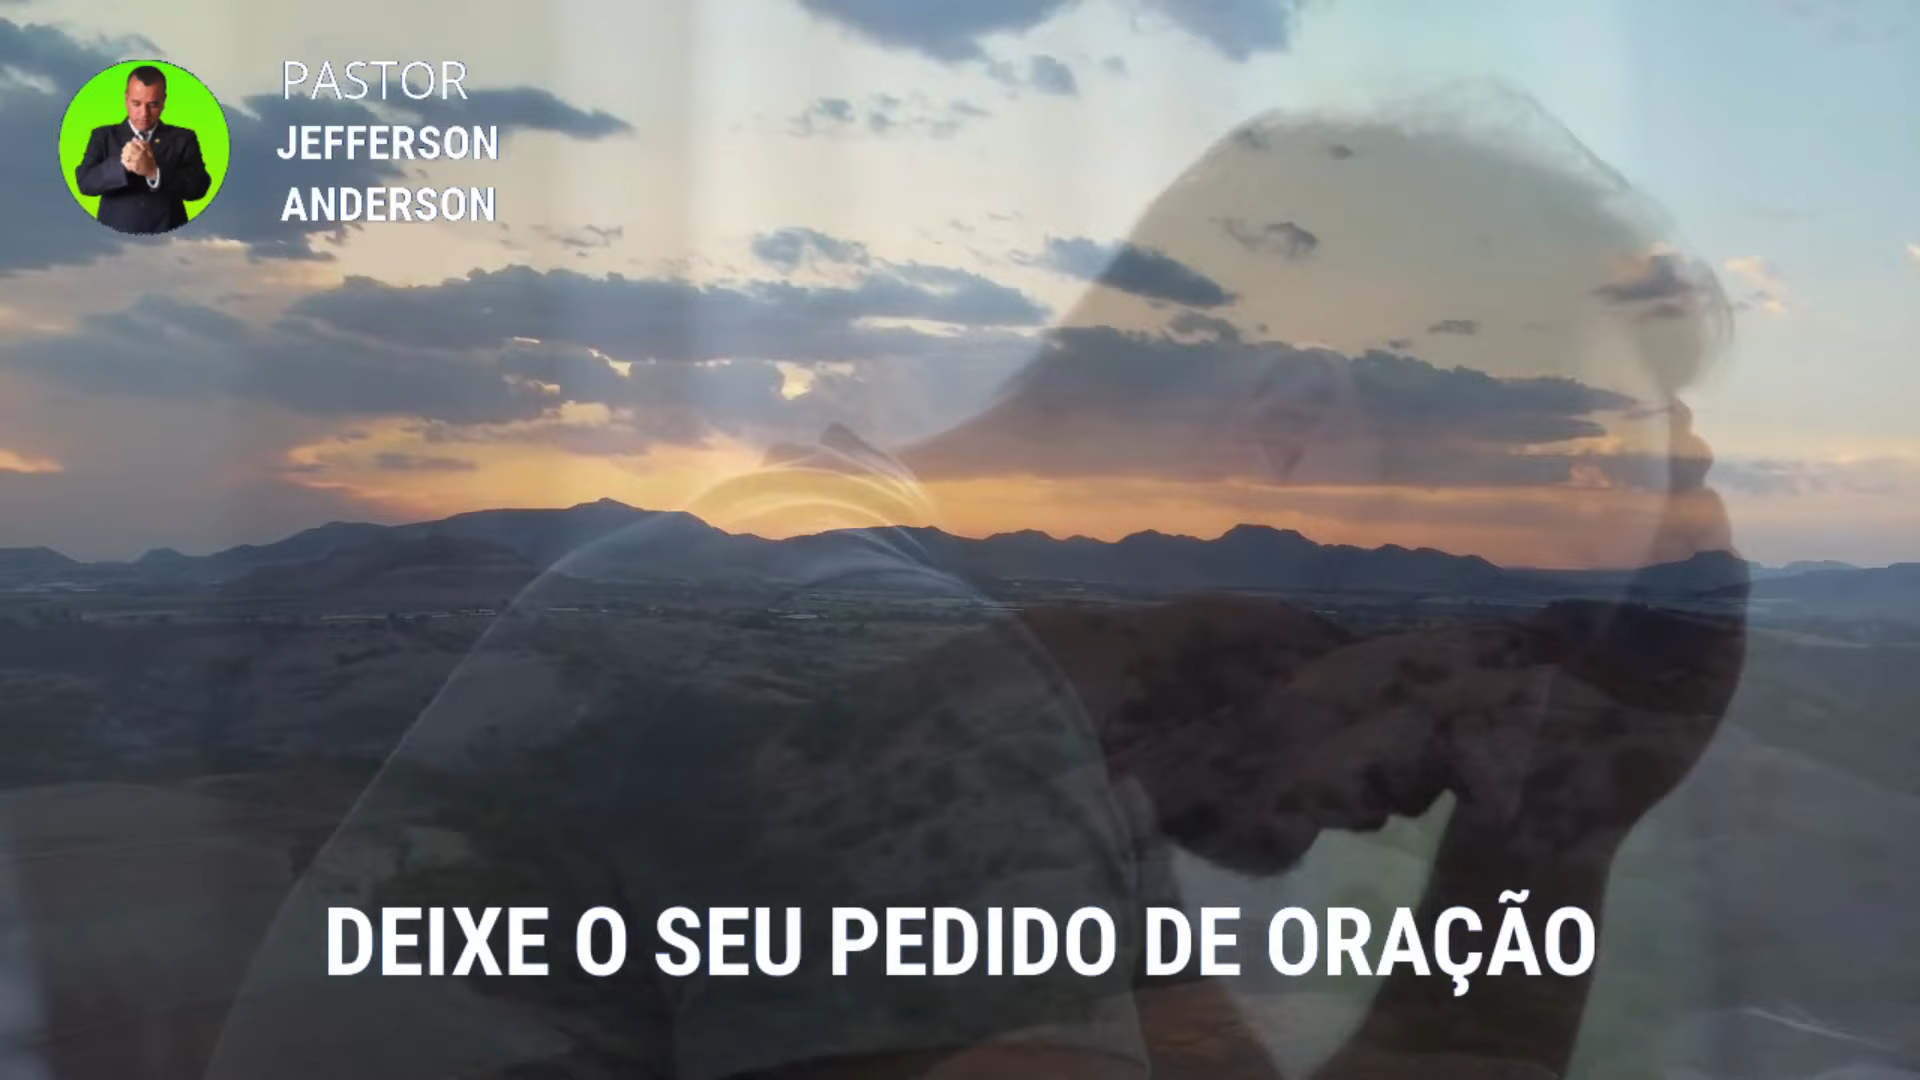 PASTOR
JEFFERSON
ANDERSON
DEIXE O SEU PEDIDO DE ORAÇÃO